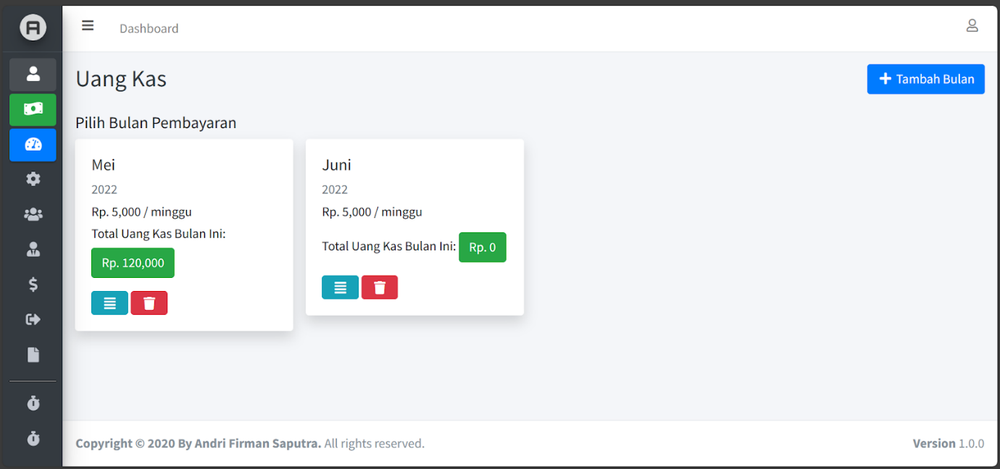 Dashboard
Uang Kas
Tambah Bulan
Pilih Bulan Pembayaran
Mei
2022
Rp. 5,000 / minggu
Total Uang Kas Bulan Ini:
Rp. 120,000
Juni
2022
Rp. 5,000 / minggu
Total Uang Kas Bulan Ini: Rp. 0
Copyright © 2020 By Andri Firman Saputra. All rights reserved.
Version 1.0.0